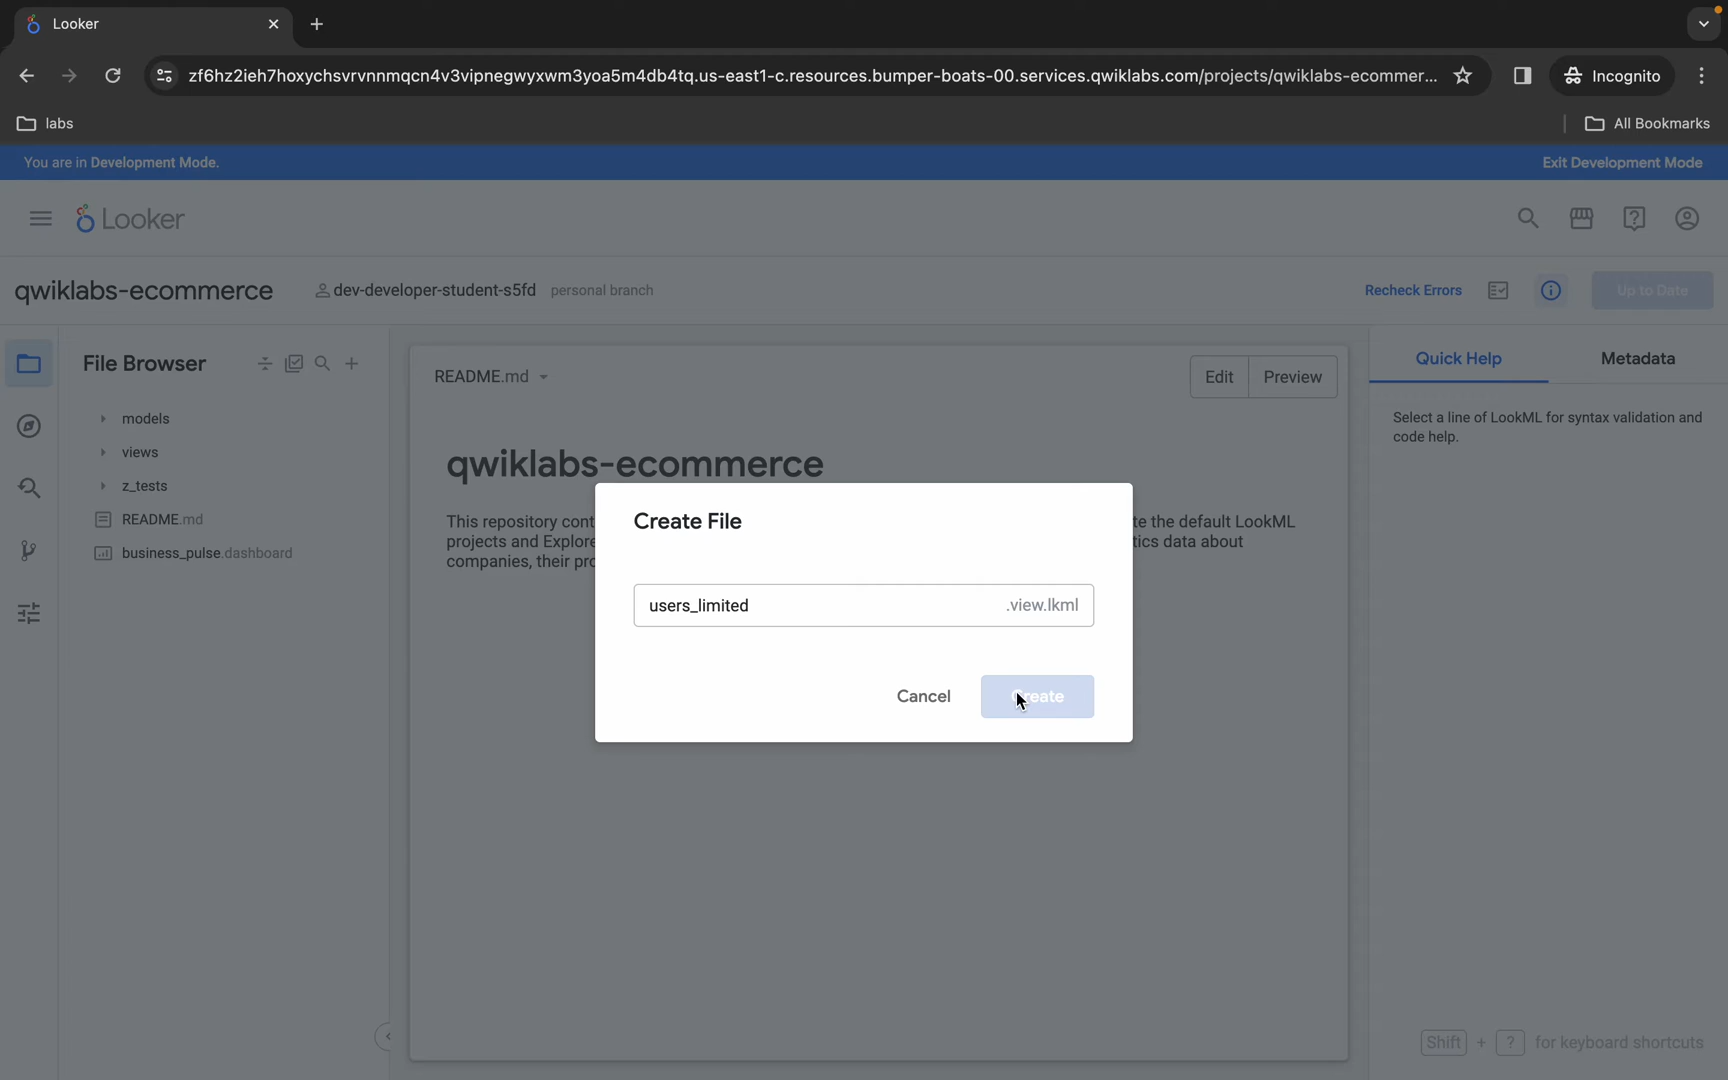 Looker
zf6hz2ieh7hoxychsvrvnnmqcn4v3vipnegwyxwm3yoa5m4db4tq.us-east1-c.resources.bumper-boats-00.services.qwiklabs.com/projects/qwiklabs-ecommer...
Incognito
labs
All Bookmarks
You are in Development Mode.
Exit Development Mode
Looker
qwiklabs-ecommerce
dev-developer-student-s5fd personal branch
Recheck Errors
Up to Date
File Browser
README.md
Edit
Preview
Quick Help
Metadata
models
views
z_tests
README.md
business_pulse.dashboard
qwiklabs-ecommerce
This repository cont
te the default LookML
projects and Explore
tics data about
companies, their pro
Select a line of LookML for syntax validation and
code help.
Create File
users_limited
.view.lkml
Cancel
Create
Shift + ? for keyboard shortcuts